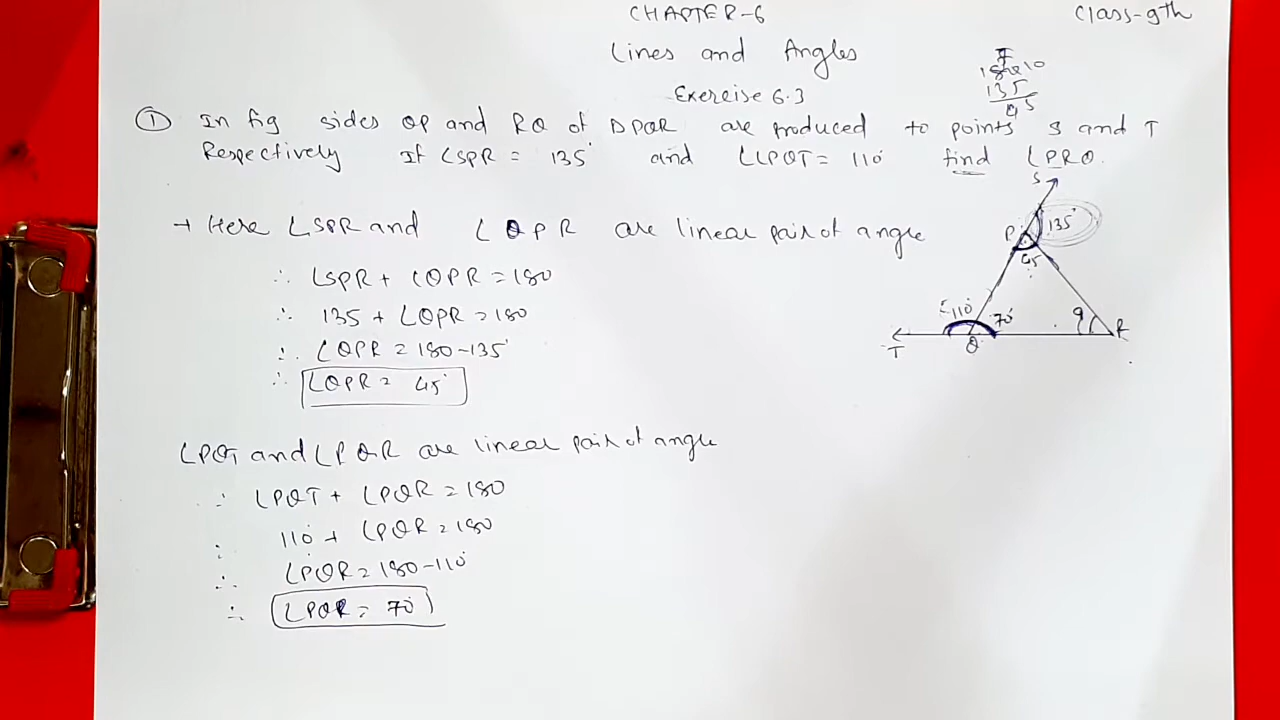 CHAPTER-6
Class-9th
Lines and Angles
Exercise 6.3
135
① In fig sides QP and RQ of △PQR are produced to points S and T
Respectively If ∠SPR = 135° and ∠∠PQT = 110° find ∠PRQ.
→ Here ∠SPR and ∠QPR are linear pair of angle
∴ ∠SPR + ∠QPR = 180
∴ 135 + ∠QPR = 180
∴ ∠QPR = 180-135°
∴ ∠QPR = 45°
S
P
135°
45
110°
70°
?
R
T
Q
∠PQT and ∠PQR are linear pair of angle
∴ ∠PQT + ∠PQR = 180
∴ 110° + ∠PQR = 180
∴ ∠PQR = 180-110°
∴ ∠PQR = 70°